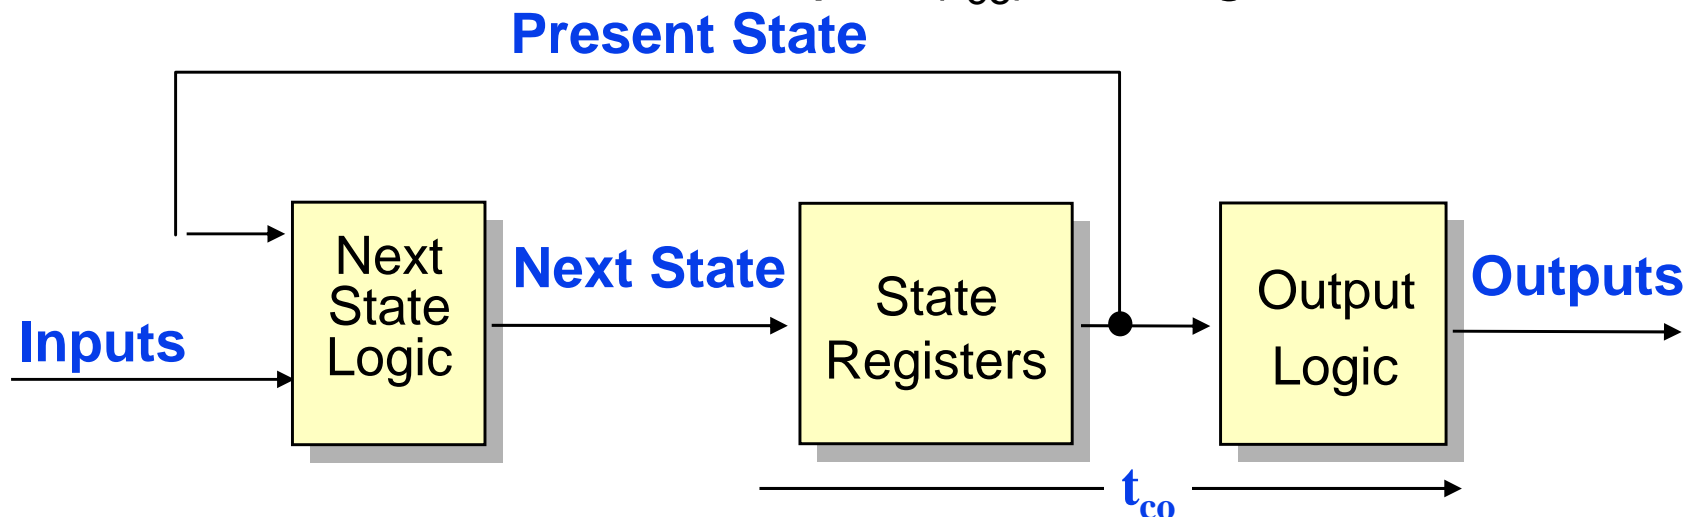 Present State
Next
State
Logic
Next State
State
Registers
Output
Logic
Outputs
Inputs
tco